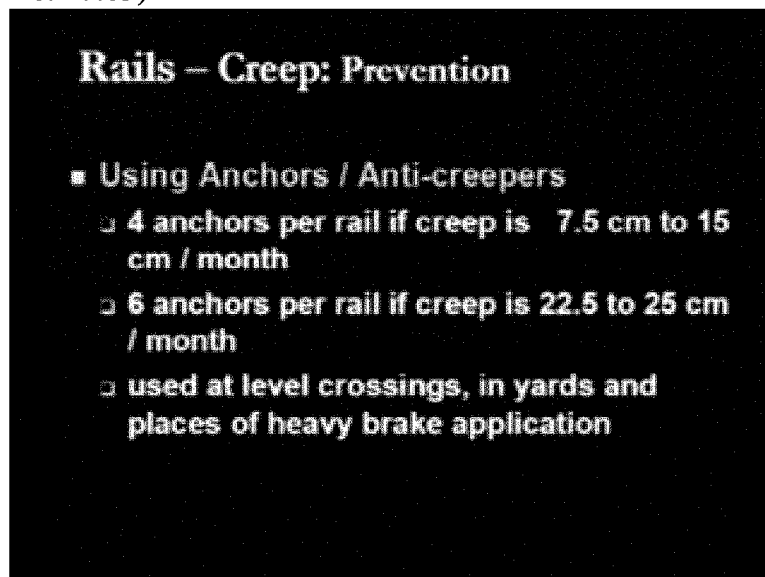 Rails – Creep: Prevention
Using Anchors / Anti-creepers
4 anchors per rail if creep is 7.5 cm to 15
cm / month
6 anchors per rail if creep is 22.5 to 25 cm
/ month
used at level crossings, in yards and
places of heavy brake application